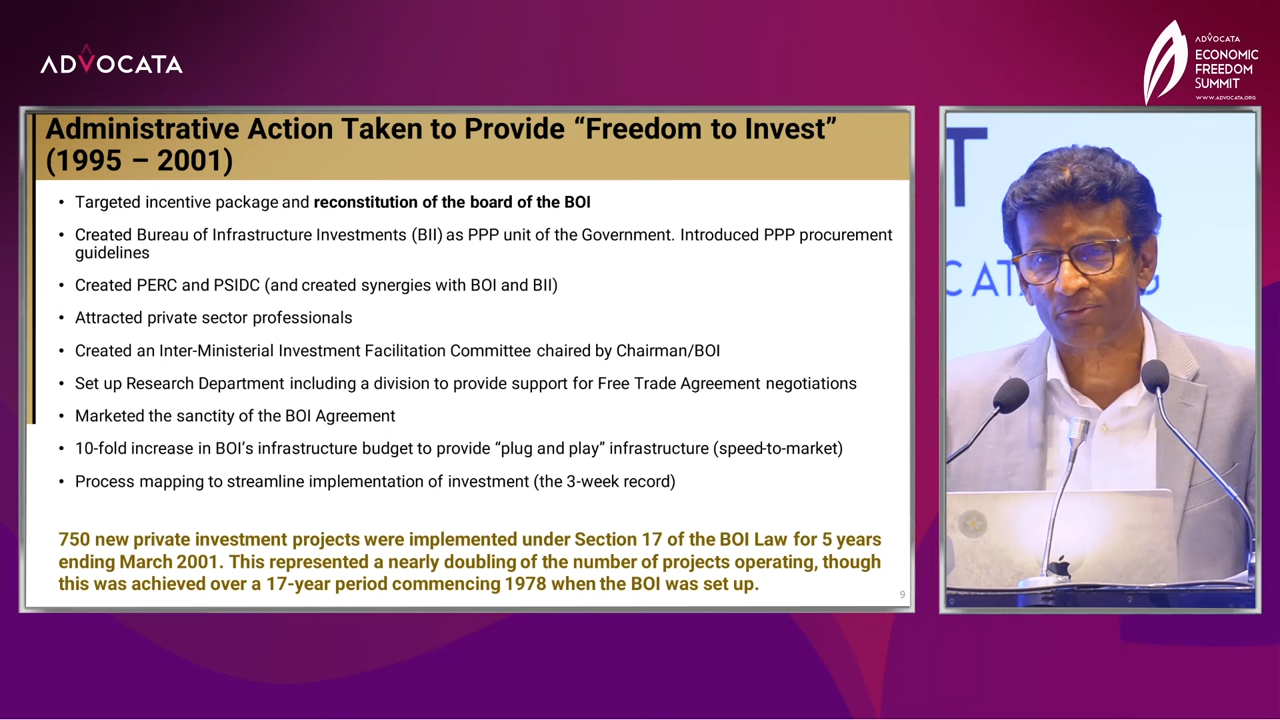 ADVOCATA
ADVOCATA
ECONOMIC
FREEDOM
SUMMIT
WWW.ADVOCATA.ORG
Administrative Action Taken to Provide “Freedom to Invest”
(1995 – 2001)
• Targeted incentive package and reconstitution of the board of the BOI
• Created Bureau of Infrastructure Investments (BII) as PPP unit of the Government. Introduced PPP procurement
guidelines
• Created PERC and PSIDC (and created synergies with BOI and BII)
• Attracted private sector professionals
• Created an Inter-Ministerial Investment Facilitation Committee chaired by Chairman/BOI
• Set up Research Department including a division to provide support for Free Trade Agreement negotiations
• Marketed the sanctity of the BOI Agreement
• 10-fold increase in BOI’s infrastructure budget to provide “plug and play” infrastructure (speed-to-market)
• Process mapping to streamline implementation of investment (the 3-week record)
750 new private investment projects were implemented under Section 17 of the BOI Law for 5 years
ending March 2001. This represented a nearly doubling of the number of projects operating, though
this was achieved over a 17-year period commencing 1978 when the BOI was set up.
9